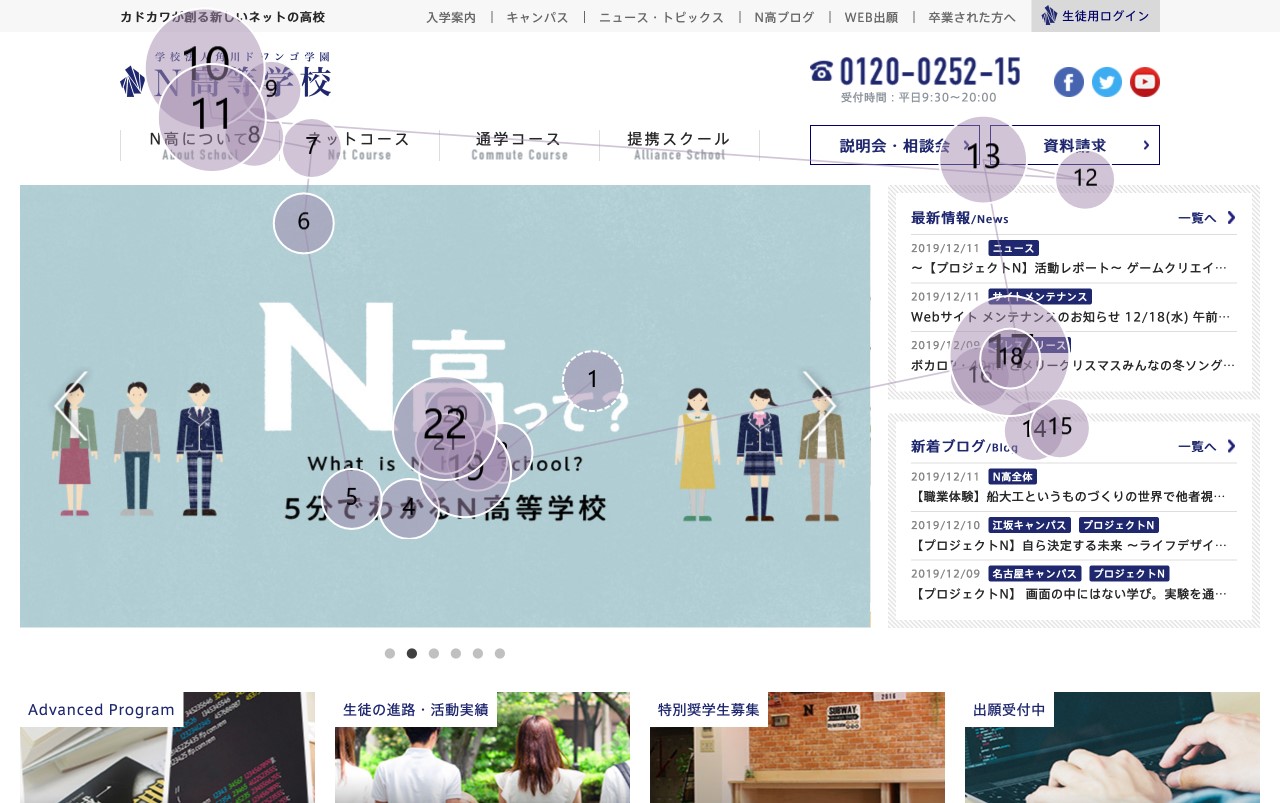 カドカワが創る新しいネットの高校
入学案内 | キャンパス | ニュース・トピックス | N高ブログ | WEB出願 | 卒業された方へ
生徒用ログイン
学校法人角川ドワンゴ学園
N高等学校
0120-0252-15
受付時間：平日9:30～20:00
N高について
About School
ネットコース
Net Course
通学コース
Commute Course
提携スクール
Alliance School
説明会・相談会
資料請求
10
9
11
8
7
13
12
6
1
17
18
16
14
15
22
20
21
2
19
5
4
N高って?
What is N school?
5分でわかるN高等学校
最新情報/News
一覧へ
2019/12/11 ニュース
～【プロジェクトN】活動レポート～ ゲームクリエイ…
2019/12/11 サイトメンテナンス
Webサイト メンテナンスのお知らせ 12/18(水) 午前…
2019/12/09 プレスリリース
ボカロ メリークリスマスみんなの冬ソング…
新着ブログ/Blog
一覧へ
2019/12/11 N高全体
【職業体験】船大工というものづくりの世界で他者視…
2019/12/10 江坂キャンパス プロジェクトN
【プロジェクトN】自ら決定する未来 ～ライフデザイ…
2019/12/09 名古屋キャンパス プロジェクトN
【プロジェクトN】 画面の中にはない学び。実験を通…
Advanced Program
生徒の進路・活動実績
特別奨学生募集
出願受付中
N
SUBWAY
2016